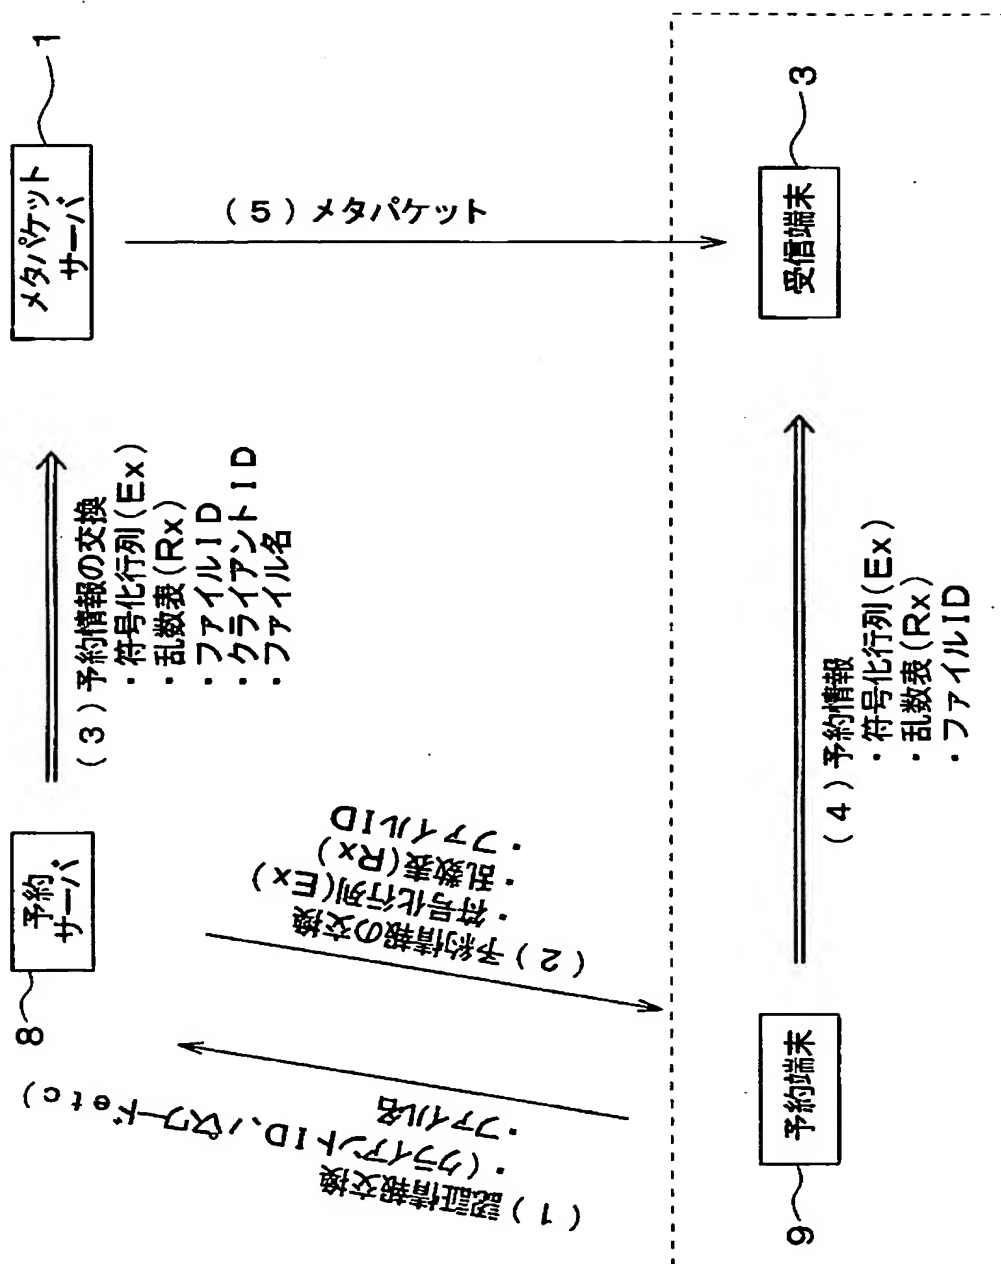 メタパケット
サーバ
1
(5)メタパケット
受信端末
3
(3)予約情報の交換
・符号化行列(Ex)
・乱数表(Rx)
・ファイルID
・クライアントID
・ファイル名
予約
サーバ
8
(2)予約情報の交換
・符号化行列(Ex)
・乱数表(Rx)
・ファイルID
(4)予約情報
・符号化行列(Ex)
・乱数表(Rx)
・ファイルID
(1)認証情報交換
・(クライアントID、パスワードetc)
・ファイル名
予約端末
9